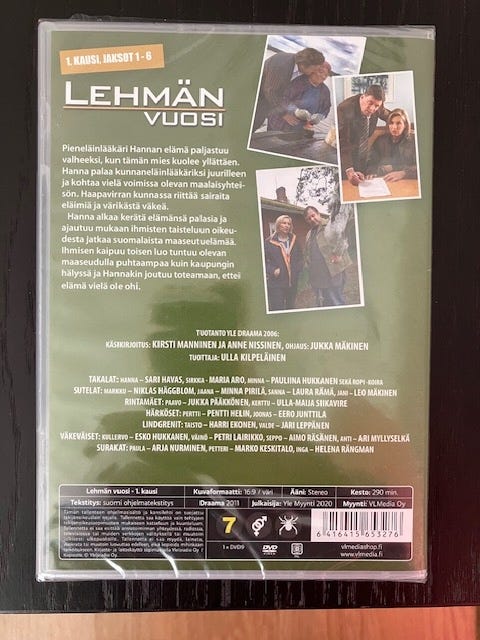 1. KAUSI, JAKSOT 1 - 6
LEHMÄN
VUOSI
Pieneläinlääkäri Hannan elämä paljastuu
valheeksi, kun tämän mies kuolee yllättäen.
Hanna palaa kunnaneläinlääkäriksi juurilleen
ja kohtaa vielä voimissa olevan maalaisyhtei-
sön. Haapavirran kunnassa riittää sairaita
eläimiä ja värikästä väkeä.
Hanna alkaa kerätä elämänsä palasia ja
ajautuu mukaan ihmisten taisteluun oikeu-
desta jatkaa suomalaista maaseutuelämää.
Ihmisen kaipuu toisen luo tuntuu olevan
maaseudulla puhtaampaa kuin kaupungin
hälyssä ja Hannakin joutuu toteamaan, ettei
elämä vielä ole ohi.
TUOTANTO YLE DRAAMA 2006:
KÄSIKIRJOITUS: KIRSTI MANNINEN JA ANNE NISSINEN, OHJAUS: JUKKA MÄKINEN
TUOTTAJA: ULLA KILPELÄINEN
TAKALAT: HANNA – SARI HAVAS, SIRKKA - MARIA ARO, MINNA – PAULIINA HUKKANEN SEKÄ ROPI -KOIRA
SUTELAT: MARKKU – NIKLAS HÄGGBLOM, JAANA – MINNA PIRILÄ, SANNA – LAURA RÄMÄ, JANI – LEO MÄKINEN
RINTAMÄET: PAAVO – JUKKA PÄÄKKÖNEN, KERTTU – ULLA-MAIJA SIIKAVIRE
HÄRKÖSET: PERTTI – PENTTI HELIN, JOONAS – EERO JUNTTILA
LINDGRENIT: TAISTO – HARRI EKONEN, VALDE – JARI LEPPÄNEN
VÄKEVÄISET: KULLERVO – ESKO HUKKANEN, VÄINÖ – PETRI LAIRIKKO, SEPPO – AIMO RÄSÄNEN, ANTI – ARI MYLLYSELKÄ
SURAKAT: PAULA – ARJA NURMINEN, PETTERI – MARKO KESKITALO, INGA – HELENA RÄNGMAN
Lehmän vuosi - 1. kausi Kuvaformaatti: 16:9 / väri Ääni: Stereo Kesto: 290 min.
Tekstitys: suomi ohjelmatekstitys Draama 2011 Julkaisija: Yle Myynti 2020 Myynti: VLMedia Oy
7
1 x DVD9
DVD
6 416415 653276
vlmediashop.fi
www.vlmedia.fi